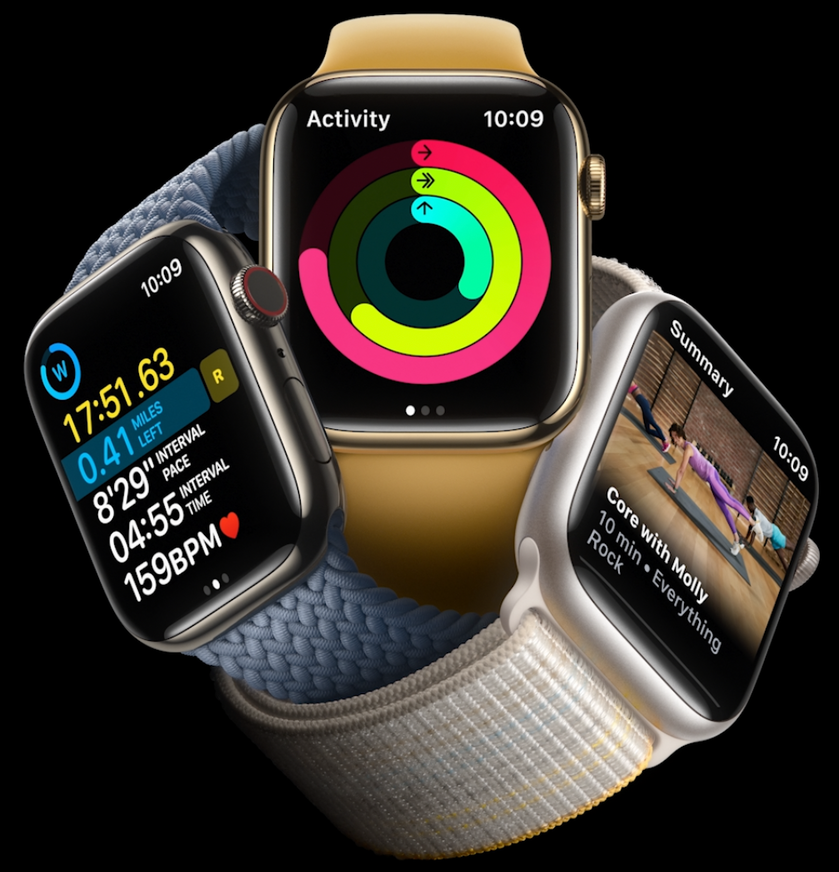 Activity 10:09
10:09
W
17:51.63
R
0.41 MILES LEFT
8'29" INTERVAL PACE
04:55 INTERVAL TIME
159BPM
Summary
10:09
Core with Molly
10 min • Everything
Rock